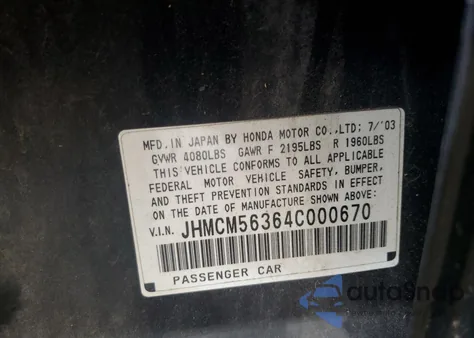 MFD. IN JAPAN BY HONDA MOTOR CO., LTD: 7/'03
GVWR 4080LBS GAWR F 2195LBS R 1960LBS
THIS VEHICLE CONFORMS TO ALL APPLICABLE
FEDERAL MOTOR VEHICLE SAFETY, BUMPER,
AND THEFT PREVENTION STANDARDS IN EFFECT
ON THE DATE OF MANUFACTURE SHOWN ABOVE.
V.I.N. JHMCM56364C000670
PASSENGER CAR
autosnap